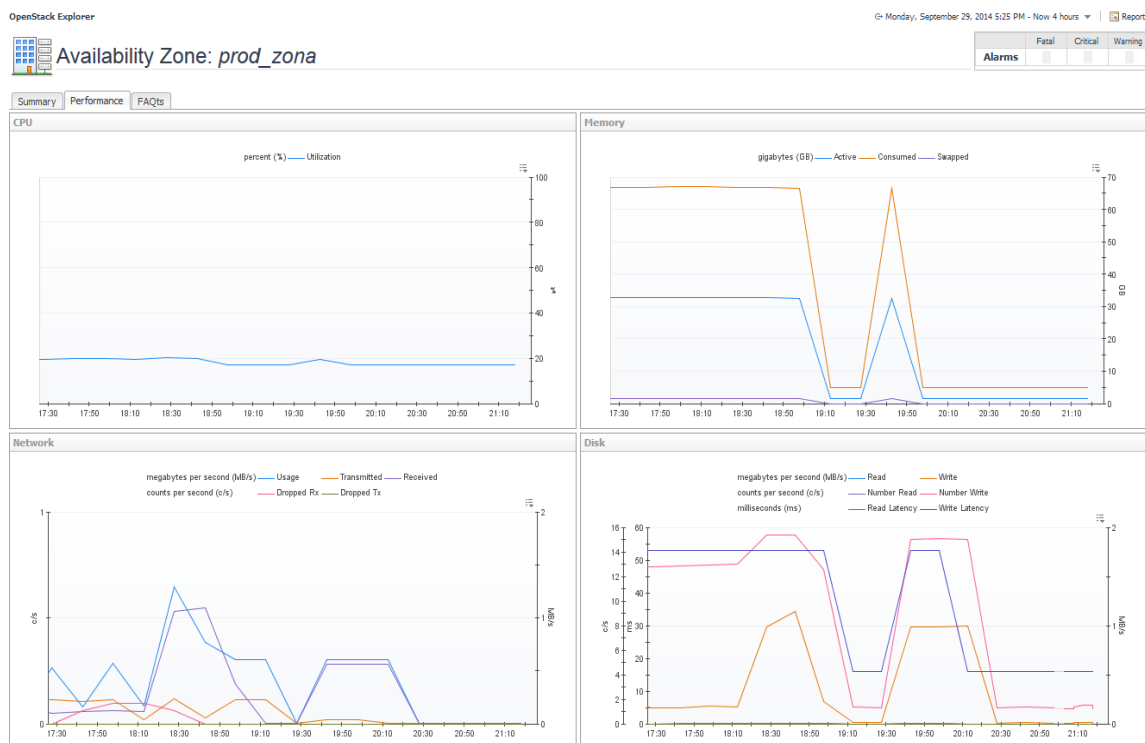 OpenStack Explorer
Monday, September 29, 2014 5:25 PM - Now 4 hours
Report
Availability Zone: prod_zona
Fatal Critical Warning
Alarms
Summary Performance FAQts
CPU
percent (%) Utilization
100
80
60
40
20
0
%
17:30 17:50 18:10 18:30 18:50 19:10 19:30 19:50 20:10 20:30 20:50 21:10
Memory
gigabytes (GB) Active Consumed Swapped
70
60
50
40
30
20
10
0
GB
17:30 17:50 18:10 18:30 18:50 19:10 19:30 19:50 20:10 20:30 20:50 21:10
Network
megabytes per second (MB/s) Usage Transmitted Received
counts per second (c/s) Dropped Rx Dropped Tx
1 2
c/s 1 MB/s
0 0
17:30 17:50 18:10 18:30 18:50 19:10 19:30 19:50 20:10 20:30 20:50 21:10
Disk
megabytes per second (MB/s) Read Write
counts per second (c/s) Number Read Number Write
milliseconds (ms) Read Latency Write Latency
16 60 2
14 50
12
10 40
c/s 8 ms 30 1 MB/s
6 20
4
2 10
0 0 0
17:30 17:50 18:10 18:30 18:50 19:10 19:30 19:50 20:10 20:30 20:50 21:10